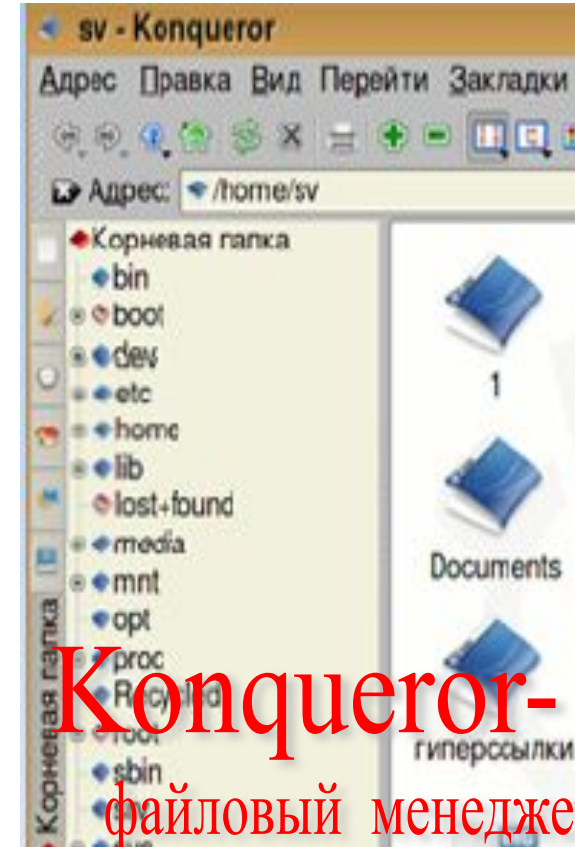 sv - Konqueror
Адрес Правка Вид Перейти Закладки
Адрес: /home/sv
Корневая папка
bin
boot
dev
etc
home
lib
lost+found
media
mnt
opt
proc
Recycled
root
sbin
1
Documents
гиперссылки
Корневая папка
Konqueror-
файловый менедже